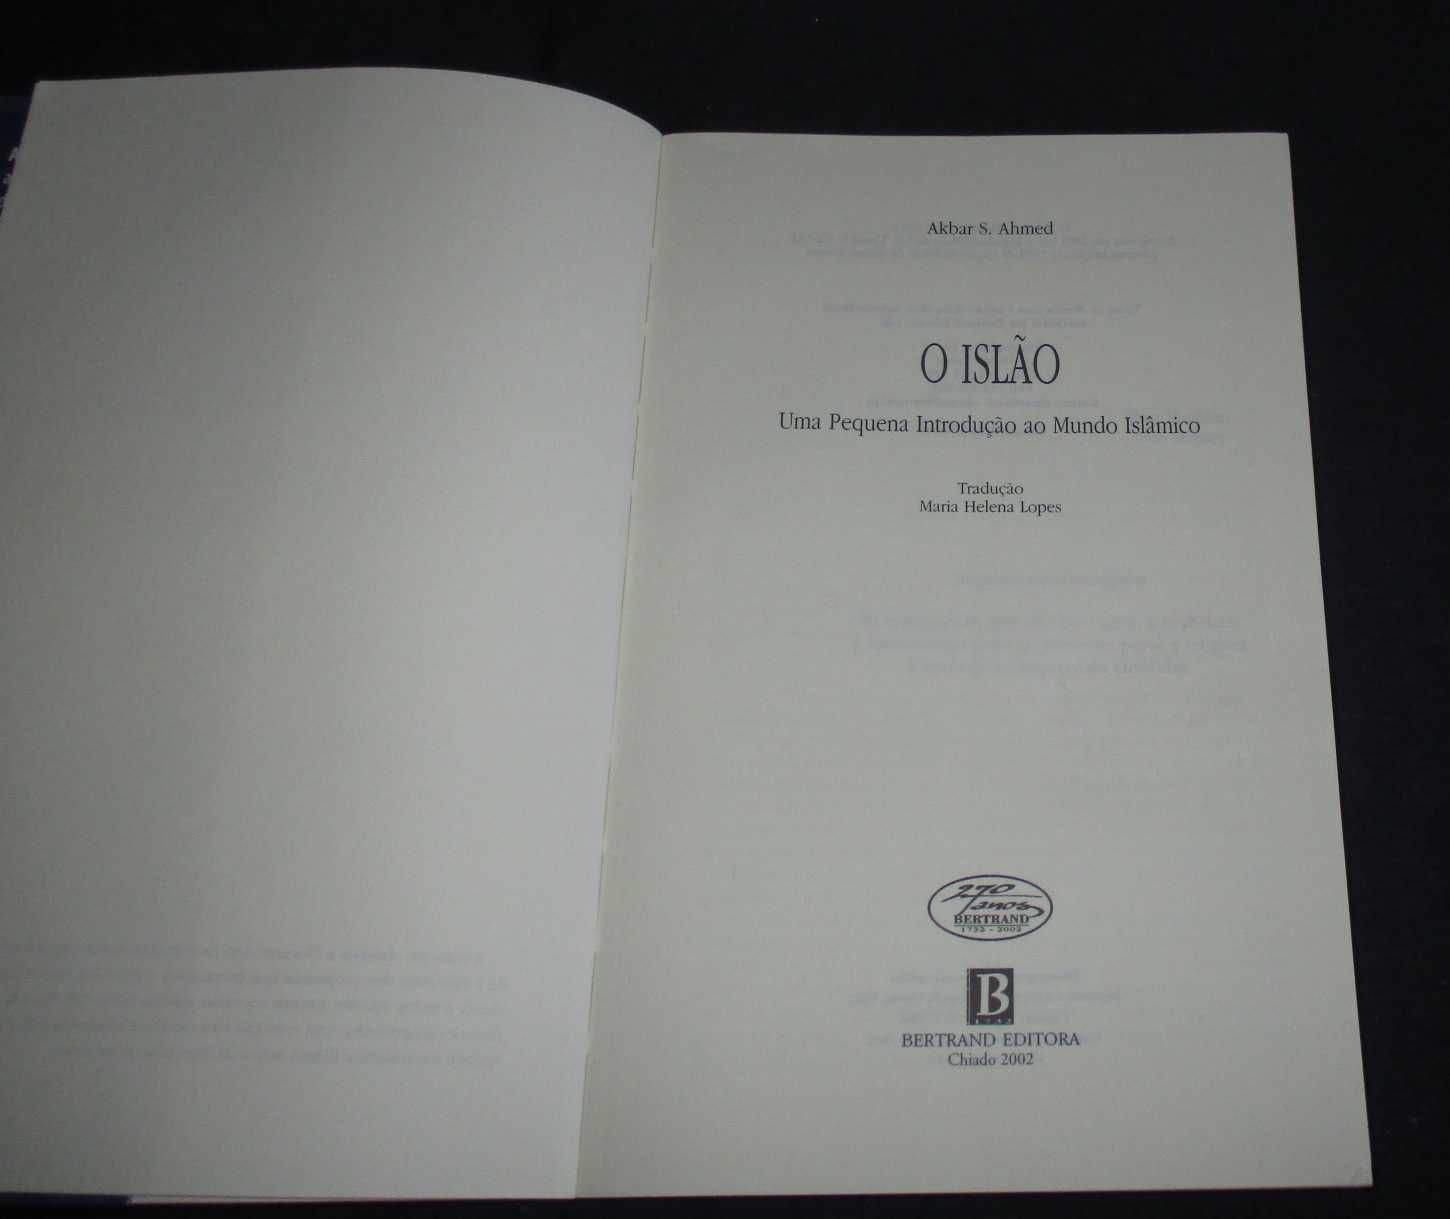 Akbar S. Ahmed
O ISLÃO
Uma Pequena Introdução ao Mundo Islâmico
Tradução
Maria Helena Lopes
270
anos
BERTRAND
1732 - 2002
B
1732
BERTRAND EDITORA
Chiado 2002